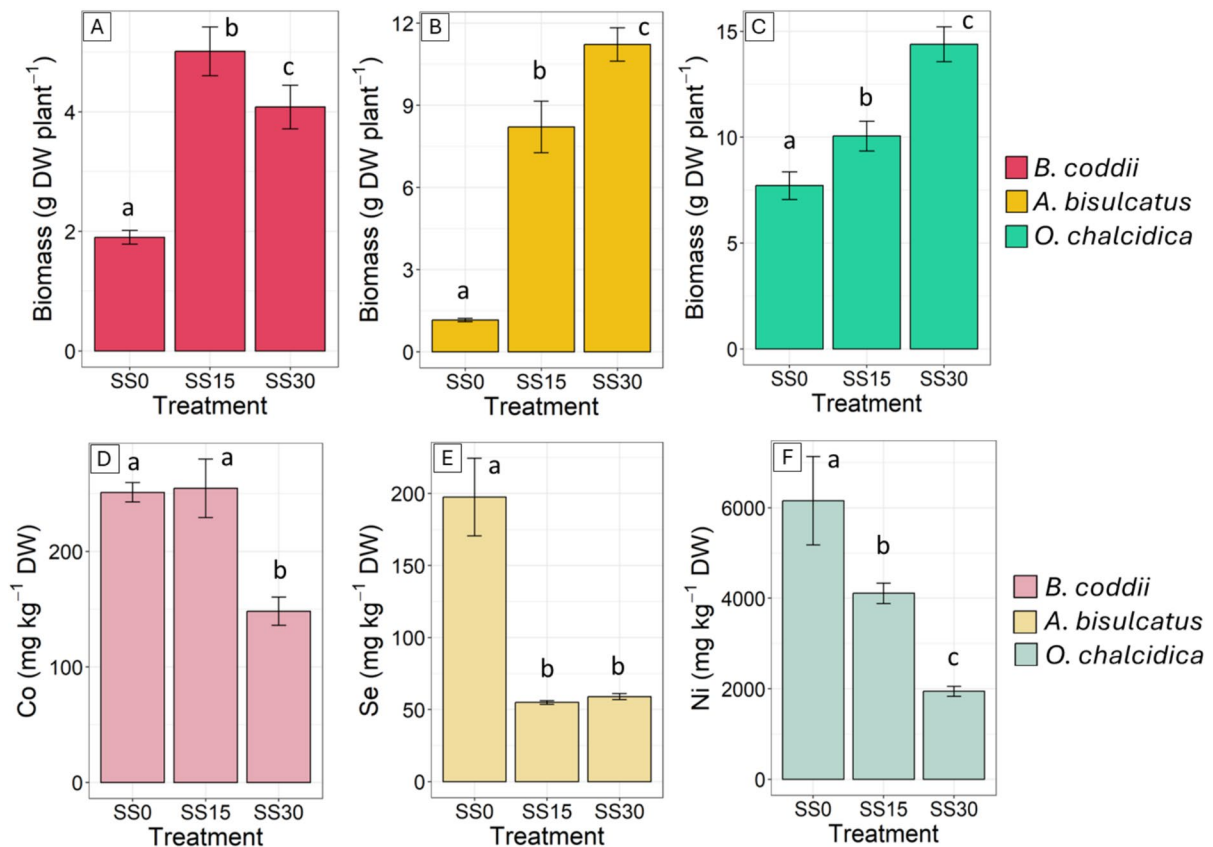 A
Biomass (g DW plant⁻¹)
4
2
0
a
b
c
SS0 SS15 SS30
Treatment
B
Biomass (g DW plant⁻¹)
12
9
6
3
0
a
b
c
SS0 SS15 SS30
Treatment
C
Biomass (g DW plant⁻¹)
15
10
5
0
a
b
c
SS0 SS15 SS30
Treatment
B. coddii
A. bisulcatus
O. chalcidica
D
Co (mg kg⁻¹ DW)
200
100
0
a
a
b
SS0 SS15 SS30
Treatment
E
Se (mg kg⁻¹ DW)
200
150
100
50
0
a
b
b
SS0 SS15 SS30
Treatment
F
Ni (mg kg⁻¹ DW)
6000
4000
2000
0
a
b
c
SS0 SS15 SS30
Treatment
B. coddii
A. bisulcatus
O. chalcidica